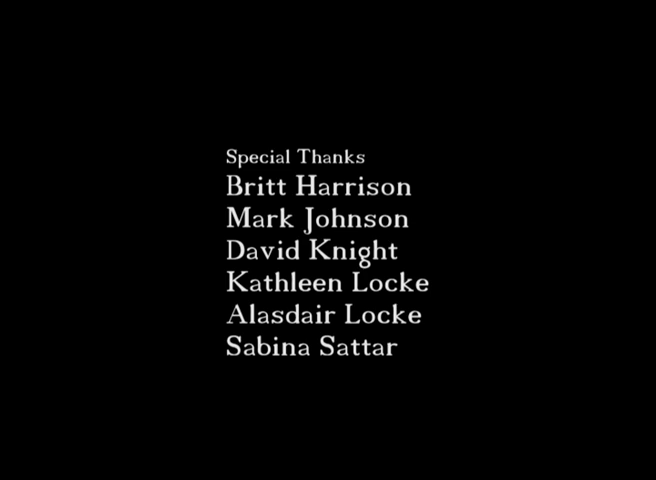 Special Thanks
Britt Harrison
Mark Johnson
David Knight
Kathleen Locke
Alasdair Locke
Sabina Sattar